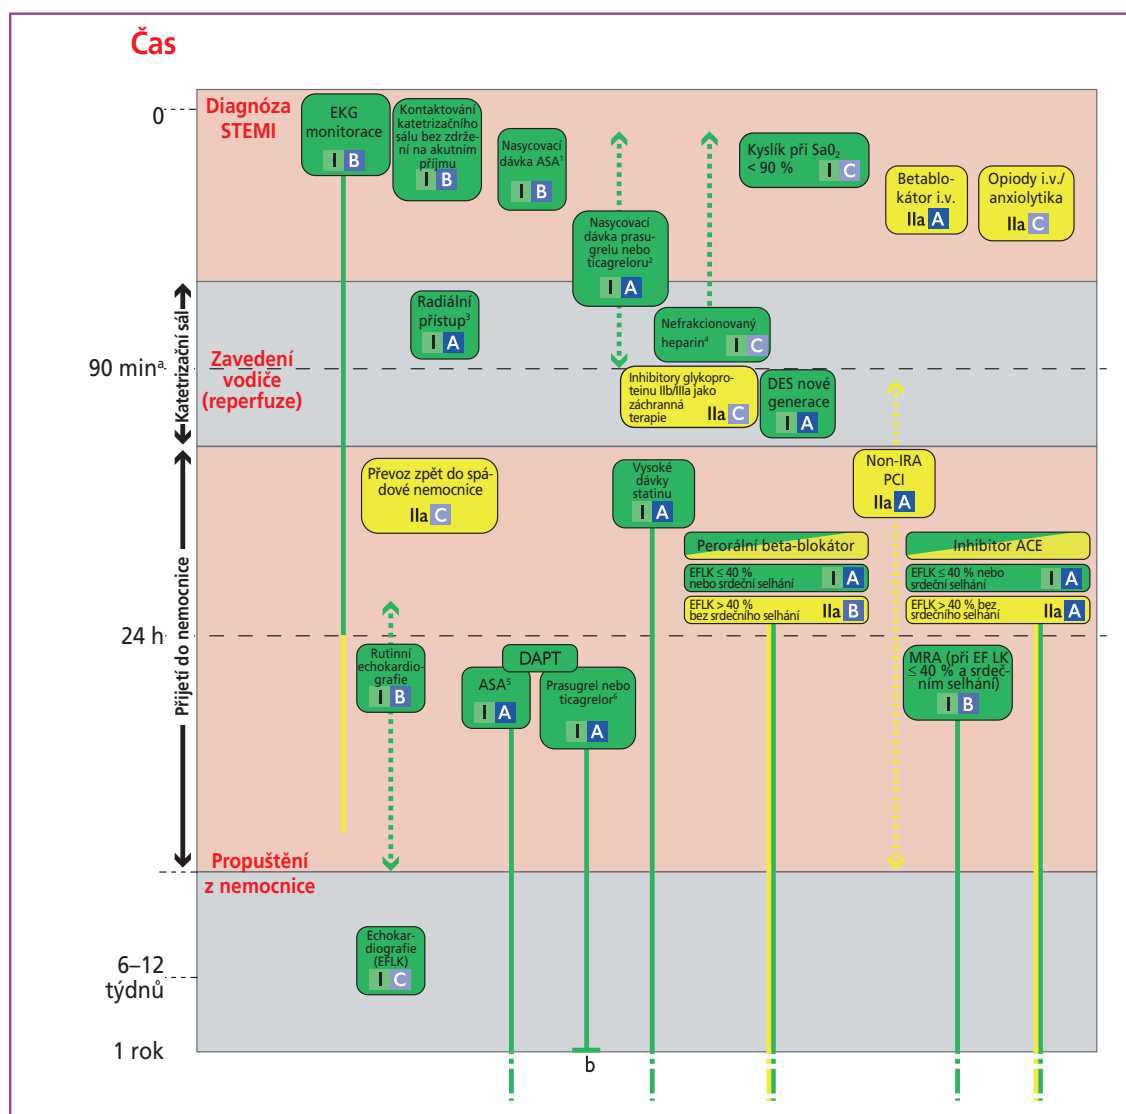 Čas
0
Diagnóza
STEMI
EKG
monitorace
I B
Kontaktování
katetrizačního
sálu bez zdrže-
ní na akutním
příjmu
I B
Nasycovací
dávka ASA¹
I B
Kyslík při Sa0₂
< 90 %
I C
Betablo-
kátor i.v.
IIa A
Opiody i.v./
anxiolytika
IIa C
Nasycovací
dávka prasu-
grelu nebo
ticagreloru²
I A
Katetrizační sál
Radiální
přístup³
I A
Nefrakcionovaný
heparin⁴
I C
90 minᵃ·
Zavedení
vodiče
(reperfuze)
Inhibitory glykopro-
teinu IIb/IIIa jako
záchranná
terapie
IIa C
DES nové
generace
I A
Přijetí do nemocnice
Převoz zpět do spá-
dové nemocnice
IIa C
Vysoké
dávky
statinu
I A
Non-IRA
PCI
IIa A
Perorální beta-blokátor
EFLK ≤ 40 %
nebo srdeční selhání
I A
EFLK > 40 %
bez srdečního selhání
IIa B
Inhibitor ACE
EFLK ≤ 40 % nebo
srdeční selhání
I A
EFLK > 40 % bez
srdečního selhání
IIa A
24 h
Rutinní
echokardio-
grafie
I B
DAPT
ASA⁵
I A
Prasugrel nebo
ticagrelor⁶
I A
MRA (při EF LK
≤ 40 % a srdeč-
ním selhání)
I B
Propuštění
z nemocnice
Echokar-
diografie
(EFLK)
I C
6–12
týdnů
1 rok
b